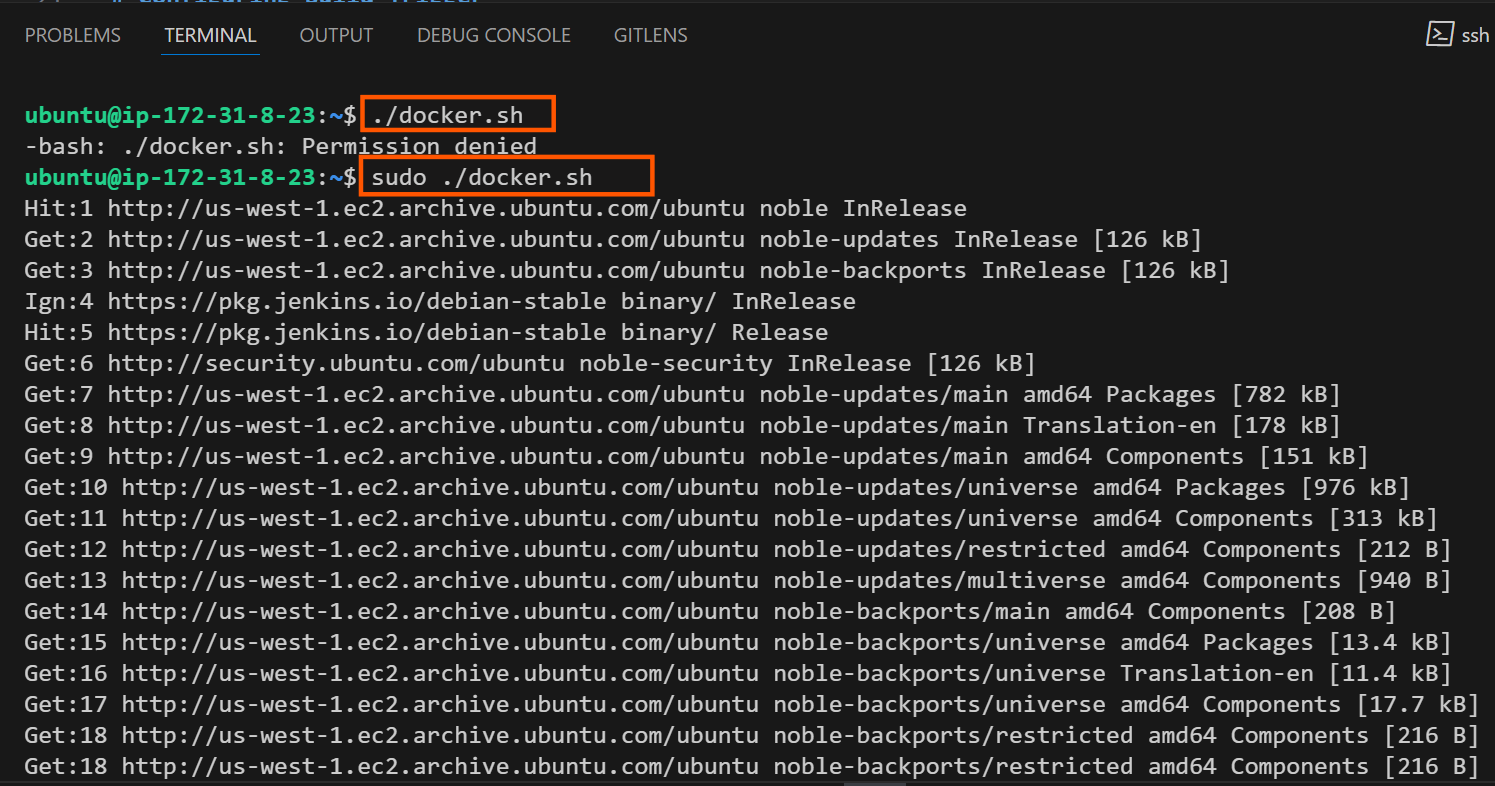 PROBLEMS TERMINAL OUTPUT DEBUG CONSOLE GITLENS ssh
ubuntu@ip-172-31-8-23:~$ ./docker.sh
-bash: ./docker.sh: Permission denied
ubuntu@ip-172-31-8-23:~$ sudo ./docker.sh
Hit:1 http://us-west-1.ec2.archive.ubuntu.com/ubuntu noble InRelease
Get:2 http://us-west-1.ec2.archive.ubuntu.com/ubuntu noble-updates InRelease [126 kB]
Get:3 http://us-west-1.ec2.archive.ubuntu.com/ubuntu noble-backports InRelease [126 kB]
Ign:4 https://pkg.jenkins.io/debian-stable binary/ InRelease
Hit:5 https://pkg.jenkins.io/debian-stable binary/ Release
Get:6 http://security.ubuntu.com/ubuntu noble-security InRelease [126 kB]
Get:7 http://us-west-1.ec2.archive.ubuntu.com/ubuntu noble-updates/main amd64 Packages [782 kB]
Get:8 http://us-west-1.ec2.archive.ubuntu.com/ubuntu noble-updates/main Translation-en [178 kB]
Get:9 http://us-west-1.ec2.archive.ubuntu.com/ubuntu noble-updates/main amd64 Components [151 kB]
Get:10 http://us-west-1.ec2.archive.ubuntu.com/ubuntu noble-updates/universe amd64 Packages [976 kB]
Get:11 http://us-west-1.ec2.archive.ubuntu.com/ubuntu noble-updates/universe amd64 Components [313 kB]
Get:12 http://us-west-1.ec2.archive.ubuntu.com/ubuntu noble-updates/restricted amd64 Components [212 B]
Get:13 http://us-west-1.ec2.archive.ubuntu.com/ubuntu noble-updates/multiverse amd64 Components [940 B]
Get:14 http://us-west-1.ec2.archive.ubuntu.com/ubuntu noble-backports/main amd64 Components [208 B]
Get:15 http://us-west-1.ec2.archive.ubuntu.com/ubuntu noble-backports/universe amd64 Packages [13.4 kB]
Get:16 http://us-west-1.ec2.archive.ubuntu.com/ubuntu noble-backports/universe Translation-en [11.4 kB]
Get:17 http://us-west-1.ec2.archive.ubuntu.com/ubuntu noble-backports/universe amd64 Components [17.7 kB]
Get:18 http://us-west-1.ec2.archive.ubuntu.com/ubuntu noble-backports/restricted amd64 Components [216 B]
Get:18 http://us-west-1.ec2.archive.ubuntu.com/ubuntu noble-backports/restricted amd64 Components [216 B]